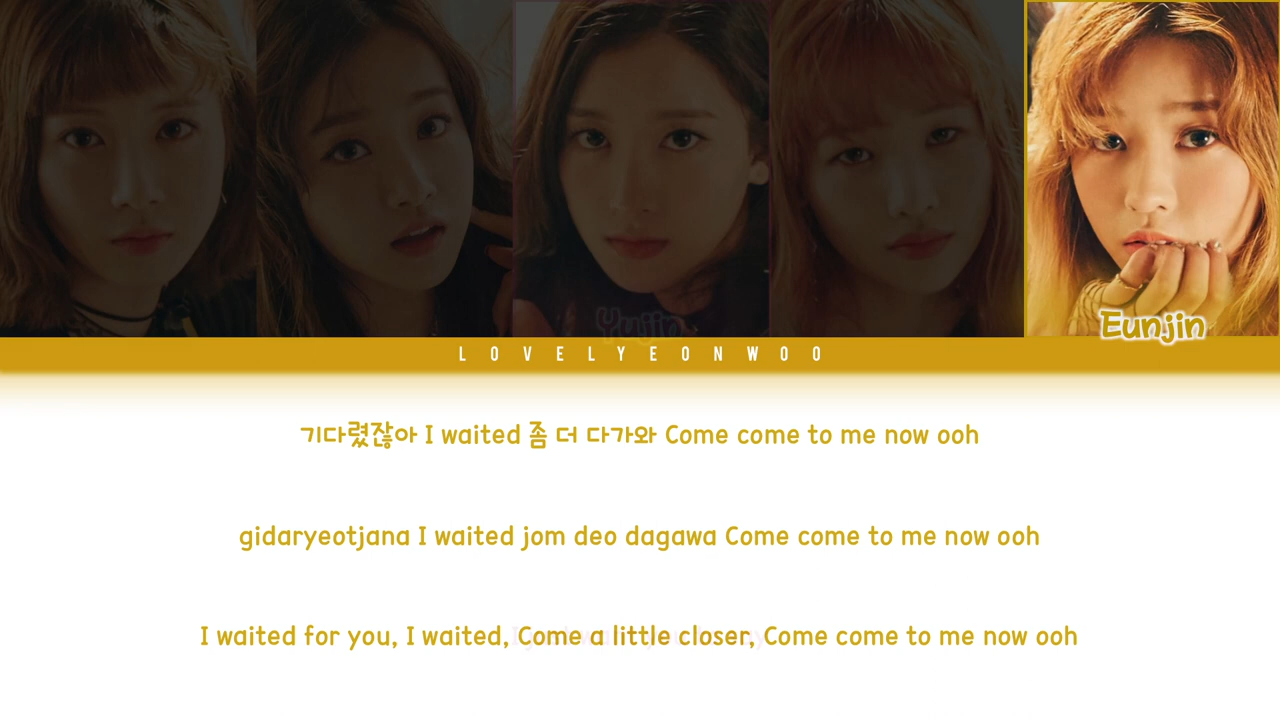 Yujin
Eunjin
LOVELYEONWOO
기다렸잖아 I waited 좀 더 다가와 Come come to me now ooh
gidaryeotjana I waited jom deo dagawa Come come to me now ooh
I waited for you, I waited, Come a little closer, Come come to me now ooh